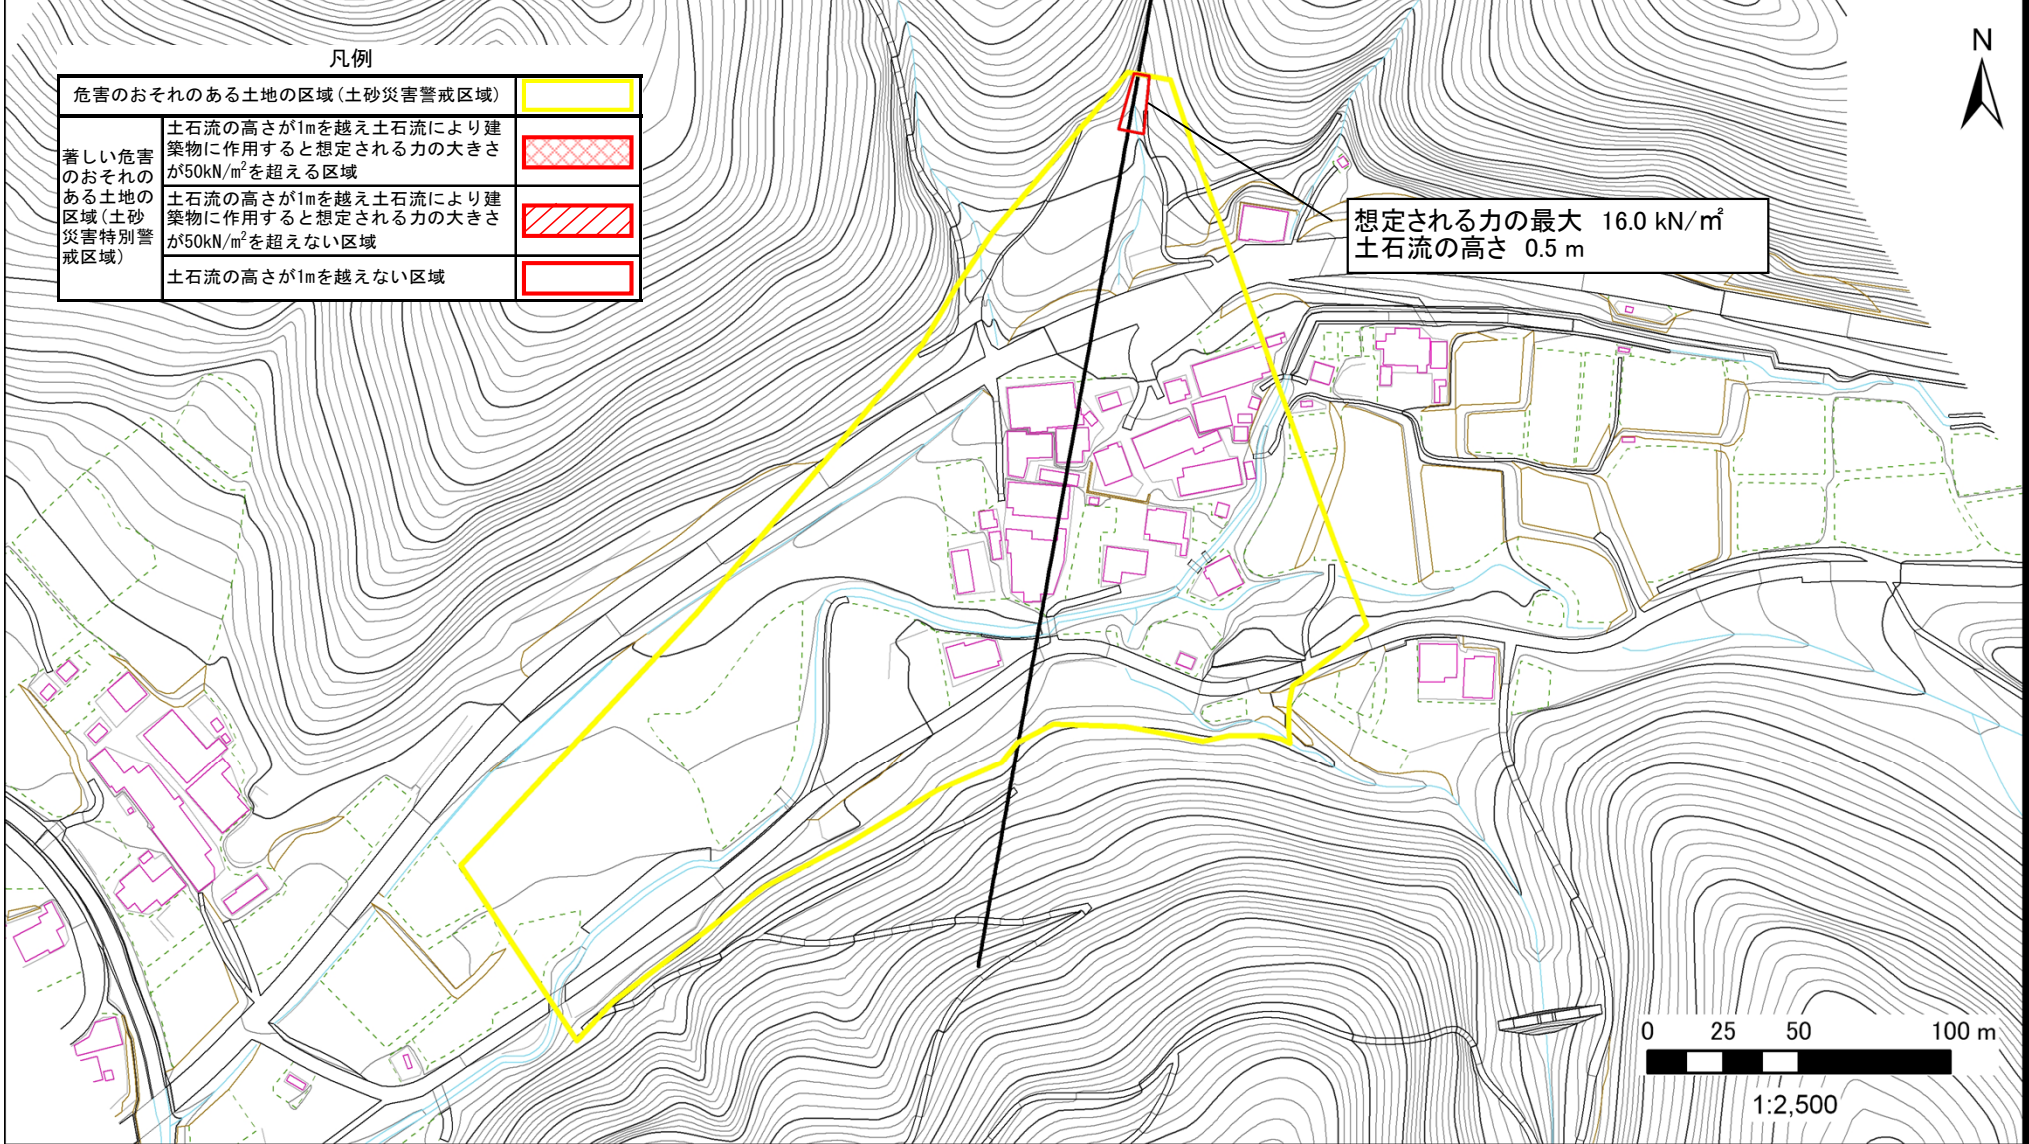 凡例
危害のおそれのある土地の区域(土砂災害警戒区域)
著しい危害
のおそれの
ある土地の
区域(土砂
災害特別警
戒区域)
土石流の高さが1mを越え土石流により建
築物に作用すると想定される力の大きさ
が50kN/m²を超える区域
土石流の高さが1mを越え土石流により建
築物に作用すると想定される力の大きさ
が50kN/m²を超えない区域
土石流の高さが1mを越えない区域
N
想定される力の最大 16.0 kN/㎡
土石流の高さ 0.5 m
0 25 50 100 m
1:2,500